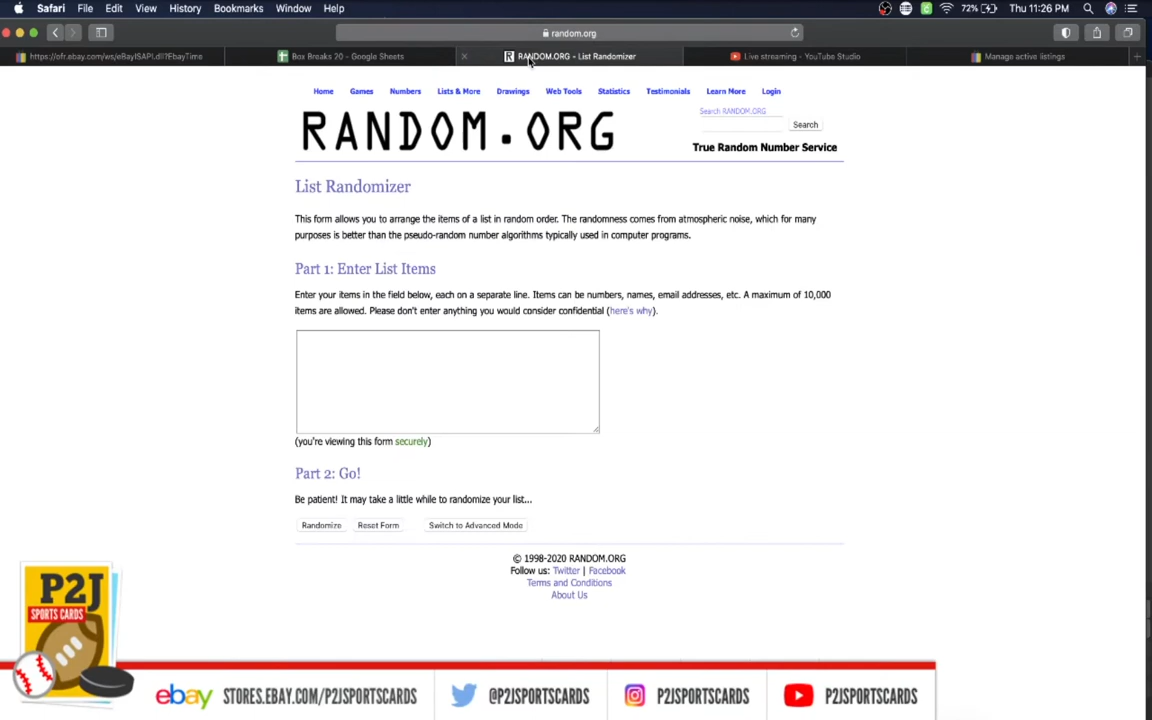 Safari File Edit View History Bookmarks Window Help
72% Thu 11:26 PM
random.org
https://ofr.ebay.com/ws/eBayISAPI.dll?EbayTime
Box Breaks 20 - Google Sheets
RANDOM.ORG - List Randomizer
Live streaming - YouTube Studio
Manage active listings
Home Games Numbers Lists & More Drawings Web Tools Statistics Testimonials Learn More Login
RANDOM.ORG
Search RANDOM.ORG
Search
True Random Number Service
List Randomizer
This form allows you to arrange the items of a list in random order. The randomness comes from atmospheric noise, which for many
purposes is better than the pseudo-random number algorithms typically used in computer programs.
Part 1: Enter List Items
Enter your items in the field below, each on a separate line. Items can be numbers, names, email addresses, etc. A maximum of 10,000
items are allowed. Please don't enter anything you would consider confidential (here's why).
(you're viewing this form securely)
Part 2: Go!
Be patient! It may take a little while to randomize your list...
Randomize Reset Form Switch to Advanced Mode
© 1998-2020 RANDOM.ORG
Follow us: Twitter | Facebook
Terms and Conditions
About Us
P2J
SPORTS CARDS
ebay STORES.EBAY.COM/P2JSPORTSCARDS
@P2JSPORTSCARDS
P2JSPORTSCARDS
P2JSPORTSCARDS